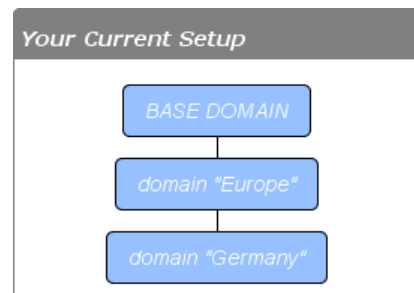 Your Current Setup
BASE DOMAIN
domain "Europe"
domain "Germany"